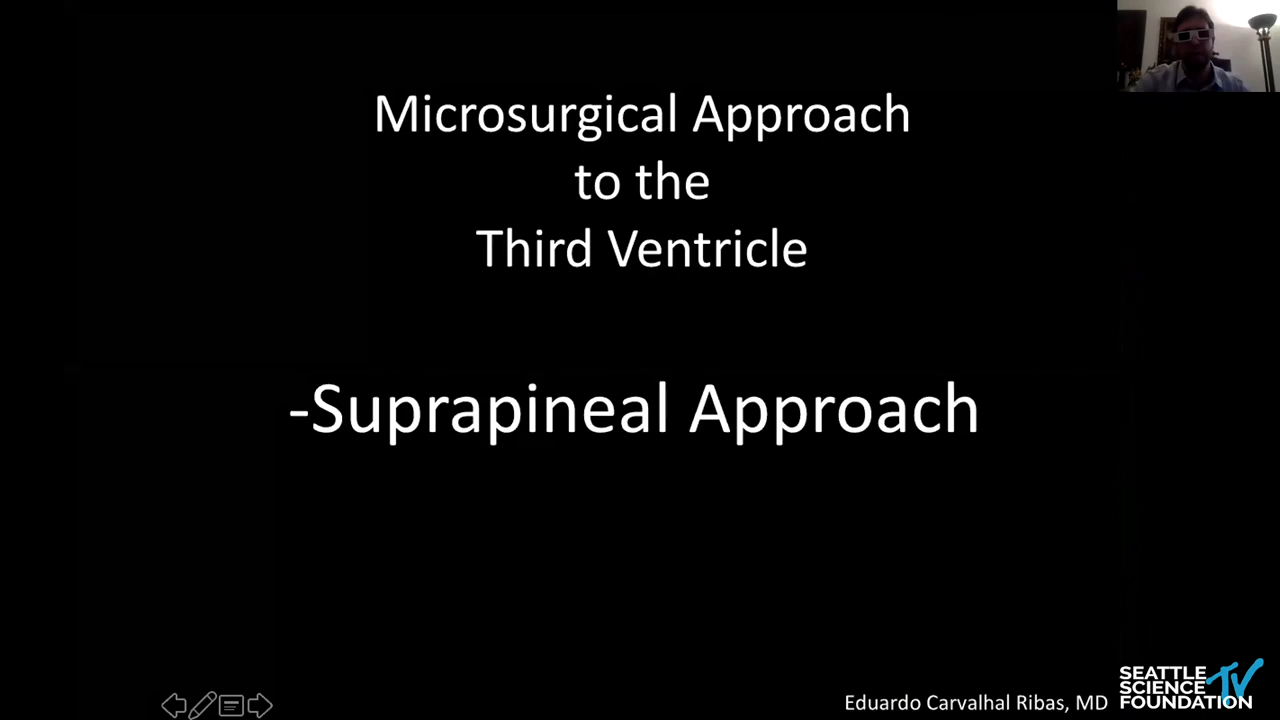 Microsurgical Approach
to the
Third Ventricle
-Suprapineal Approach
Eduardo Carvalhal Ribas, MD
SEATTLE
SCIENCE
FOUNDATION
TV